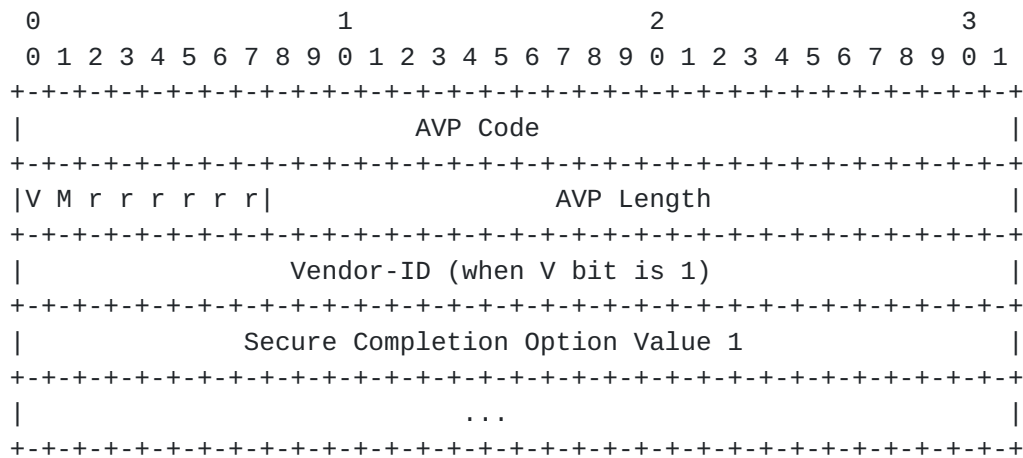 0                   1                   2                   3
 0 1 2 3 4 5 6 7 8 9 0 1 2 3 4 5 6 7 8 9 0 1 2 3 4 5 6 7 8 9 0 1
+-+-+-+-+-+-+-+-+-+-+-+-+-+-+-+-+-+-+-+-+-+-+-+-+-+-+-+-+-+-+-+-+
|                         AVP Code                              |
+-+-+-+-+-+-+-+-+-+-+-+-+-+-+-+-+-+-+-+-+-+-+-+-+-+-+-+-+-+-+-+-+
|V M r r r r r r|                  AVP Length                   |
+-+-+-+-+-+-+-+-+-+-+-+-+-+-+-+-+-+-+-+-+-+-+-+-+-+-+-+-+-+-+-+-+
|                 Vendor-ID (when V bit is 1)                   |
+-+-+-+-+-+-+-+-+-+-+-+-+-+-+-+-+-+-+-+-+-+-+-+-+-+-+-+-+-+-+-+-+
|              Secure Completion Option Value 1                 |
+-+-+-+-+-+-+-+-+-+-+-+-+-+-+-+-+-+-+-+-+-+-+-+-+-+-+-+-+-+-+-+-+
|                            ...                                |
+-+-+-+-+-+-+-+-+-+-+-+-+-+-+-+-+-+-+-+-+-+-+-+-+-+-+-+-+-+-+-+-+